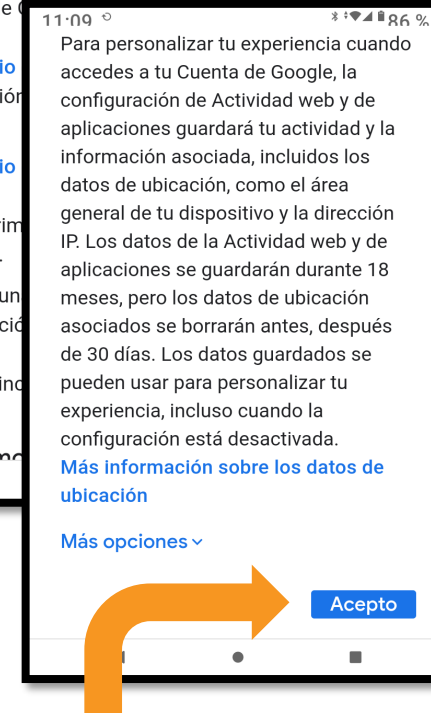 11:09
86 %
Para personalizar tu experiencia cuando
accedes a tu Cuenta de Google, la
configuración de Actividad web y de
aplicaciones guardará tu actividad y la
información asociada, incluidos los
datos de ubicación, como el área
general de tu dispositivo y la dirección
IP. Los datos de la Actividad web y de
aplicaciones se guardarán durante 18
meses, pero los datos de ubicación
asociados se borrarán antes, después
de 30 días. Los datos guardados se
pueden usar para personalizar tu
experiencia, incluso cuando la
configuración está desactivada.
Más información sobre los datos de
ubicación
Más opciones
Acepto